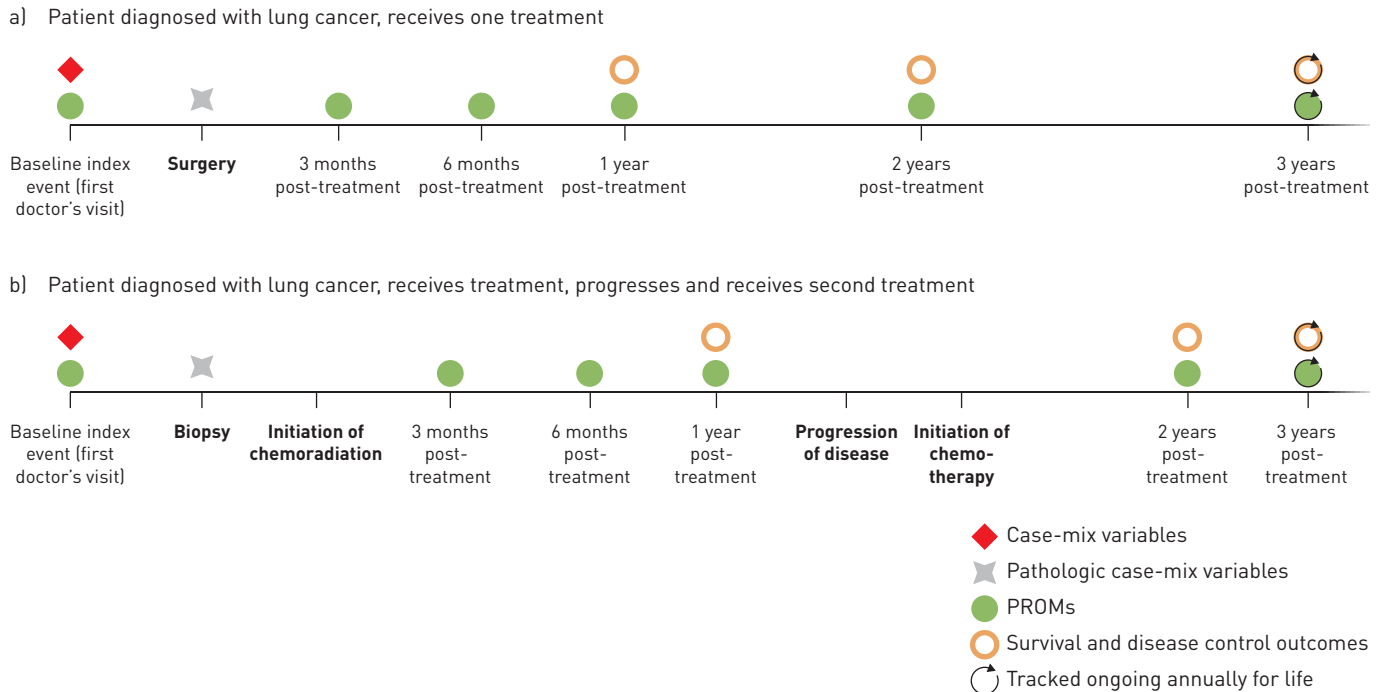 a) Patient diagnosed with lung cancer, receives one treatment
Baseline index
event (first
doctor's visit)
Surgery
3 months
post-treatment
6 months
post-treatment
1 year
post-treatment
2 years
post-treatment
3 years
post-treatment
b) Patient diagnosed with lung cancer, receives treatment, progresses and receives second treatment
Baseline index
event (first
doctor's visit)
Biopsy
Initiation of
chemoradiation
3 months
post-
treatment
6 months
post-
treatment
1 year
post-
treatment
Progression
of disease
Initiation of
chemo-
therapy
2 years
post-
treatment
3 years
post-
treatment
Case-mix variables
Pathologic case-mix variables
PROMs
Survival and disease control outcomes
Tracked ongoing annually for life